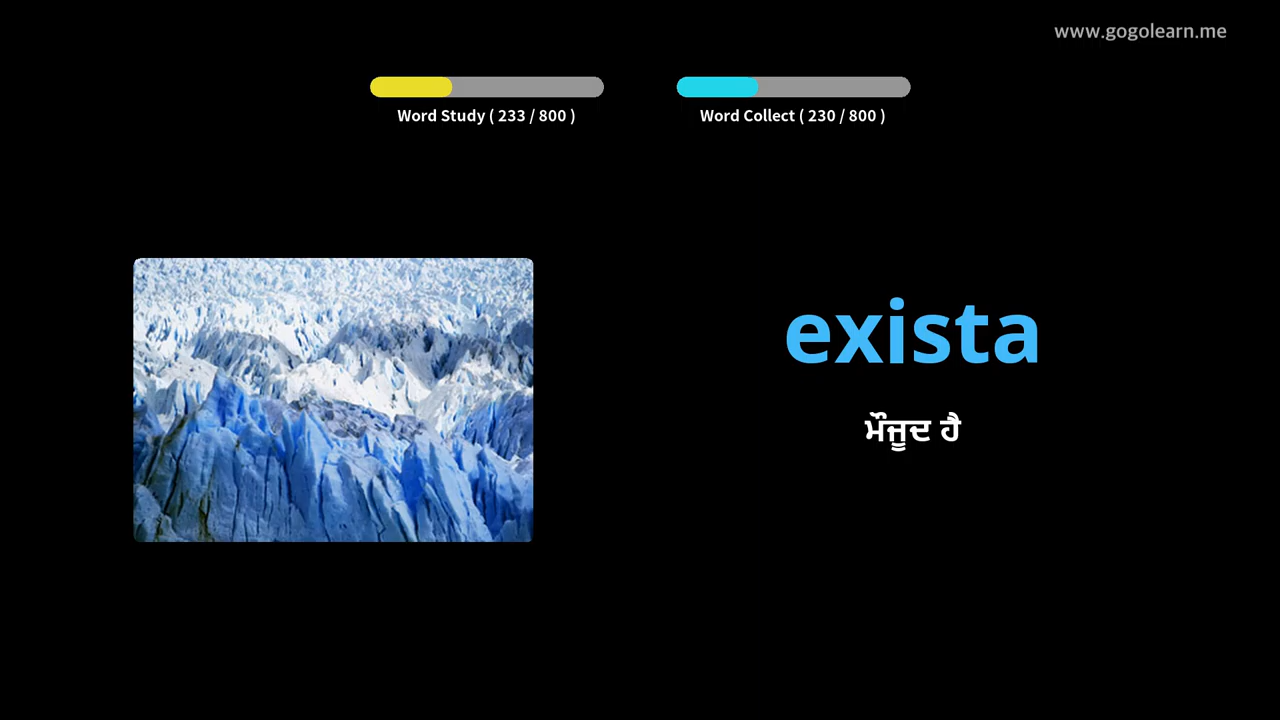 www.gogolearn.me
Word Study ( 233 / 800 )
Word Collect ( 230 / 800 )
exista
ਮੌਜੂਦ ਹੈ